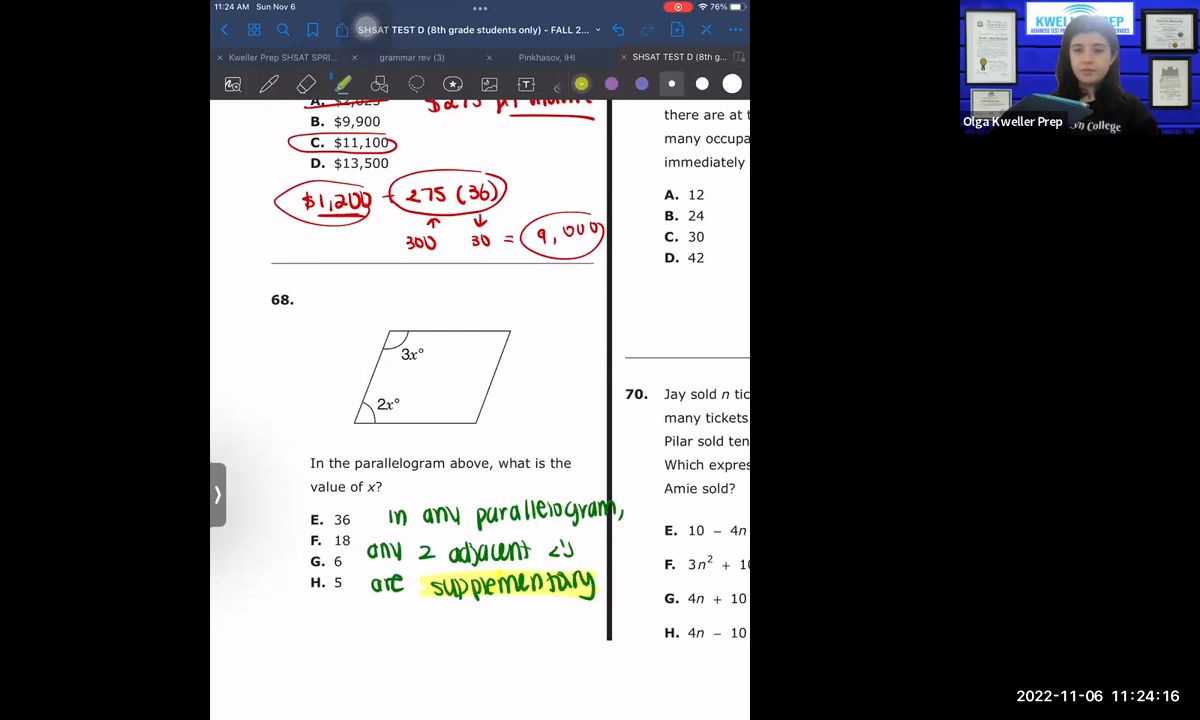 11:24 AM Sun Nov 6
76%
SHSAT TEST D (8th grade students only) - FALL 2...
Kweller Prep SHSAT SPRI...
grammar rev (3)
Pinkhasov, IHI
SHSAT TEST D (8th g...
B. $9,900
C. $11,100
D. $13,500
$1,200 - 275 (36)
300 30 = 9,000
68.
3x°
2x°
In the parallelogram above, what is the
value of x?
E. 36
F. 18
G. 6
H. 5
in any parallelogram,
any 2 adjacent ∠'s
are supplementary
there are at t
many occupa
immediately
A. 12
B. 24
C. 30
D. 42
70. Jay sold n tic
many tickets
Pilar sold ten
Which expres
Amie sold?
E. 10 - 4n
F. 3n² + 10
G. 4n + 10
H. 4n - 10
KWELLER PREP
College
Olga Kweller Prep
2022-11-06 11:24:16